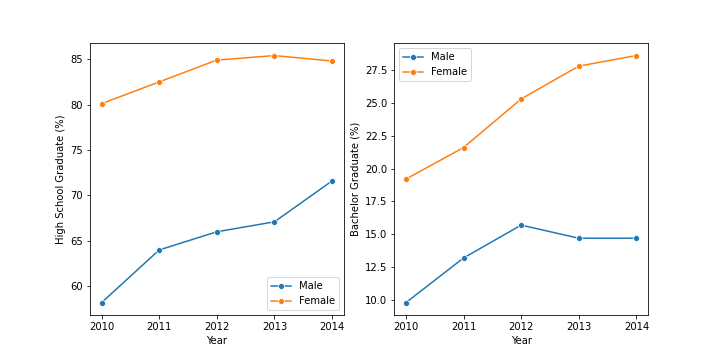 High School Graduate (%)
85
80
75
70
65
60
2010 2011 2012 2013 2014
Year
Male
Female
Bachelor Graduate (%)
27.5
25.0
22.5
20.0
17.5
15.0
12.5
10.0
2010 2011 2012 2013 2014
Year
Male
Female